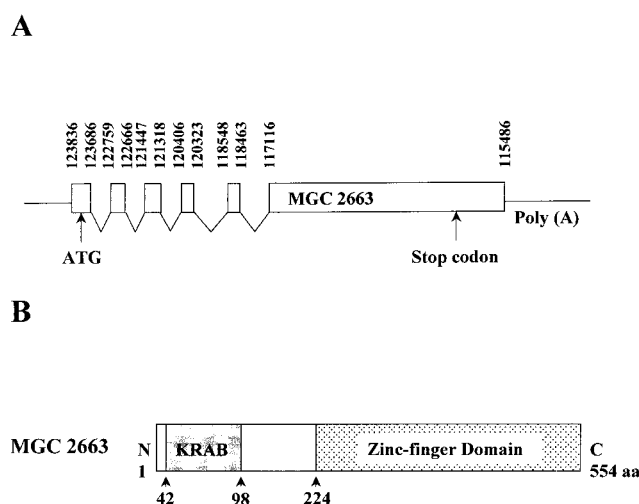 A
123836
123686
122759
122666
121447
121318
120406
120323
118548
118463
117116
115486
MGC 2663
Poly (A)
ATG
Stop codon
B
MGC 2663
N
KRAB
Zinc-finger Domain
C
1
554 aa
42
98
224